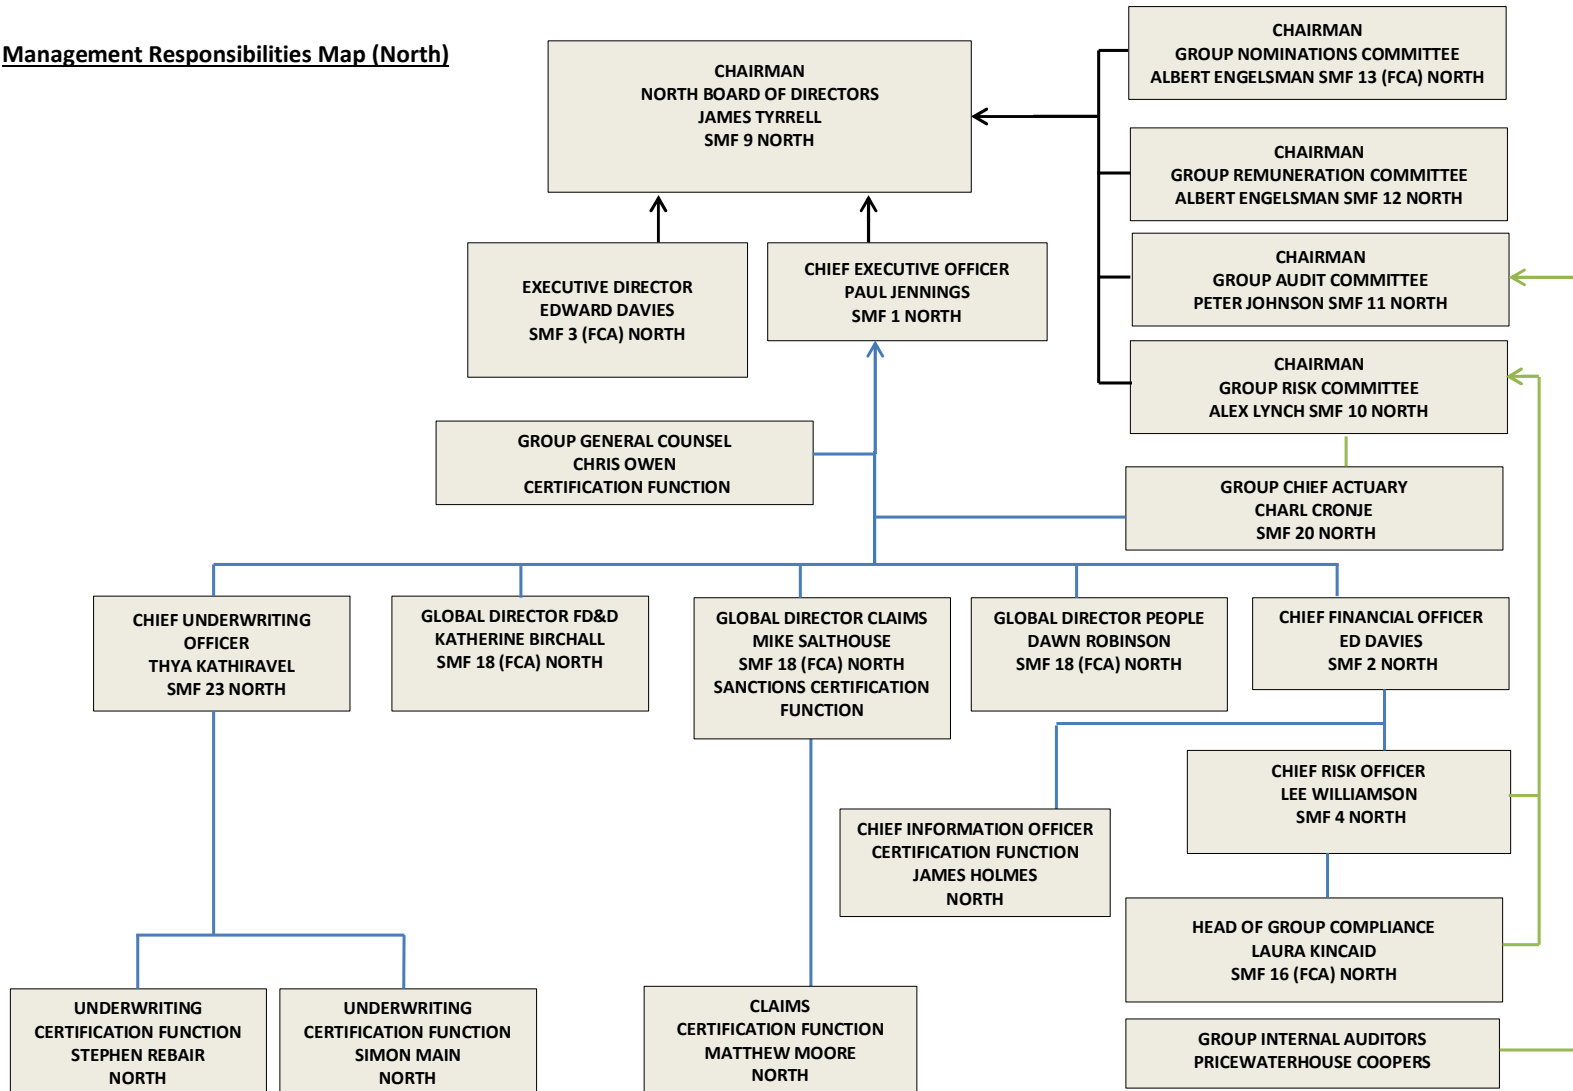 Management Responsibilities Map (North)
CHAIRMAN
NORTH BOARD OF DIRECTORS
JAMES TYRRELL
SMF 9 NORTH
CHAIRMAN
GROUP NOMINATIONS COMMITTEE
ALBERT ENGELSMAN SMF 13 (FCA) NORTH
CHAIRMAN
GROUP REMUNERATION COMMITTEE
ALBERT ENGELSMAN SMF 12 NORTH
CHAIRMAN
GROUP AUDIT COMMITTEE
PETER JOHNSON SMF 11 NORTH
CHAIRMAN
GROUP RISK COMMITTEE
ALEX LYNCH SMF 10 NORTH
EXECUTIVE DIRECTOR
EDWARD DAVIES
SMF 3 (FCA) NORTH
CHIEF EXECUTIVE OFFICER
PAUL JENNINGS
SMF 1 NORTH
GROUP GENERAL COUNSEL
CHRIS OWEN
CERTIFICATION FUNCTION
GROUP CHIEF ACTUARY
CHARL CRONJE
SMF 20 NORTH
CHIEF UNDERWRITING
OFFICER
THYA KATHIRAVEL
SMF 23 NORTH
GLOBAL DIRECTOR FD&D
KATHERINE BIRCHALL
SMF 18 (FCA) NORTH
GLOBAL DIRECTOR CLAIMS
MIKE SALTHOUSE
SMF 18 (FCA) NORTH
SANCTIONS CERTIFICATION
FUNCTION
GLOBAL DIRECTOR PEOPLE
DAWN ROBINSON
SMF 18 (FCA) NORTH
CHIEF FINANCIAL OFFICER
ED DAVIES
SMF 2 NORTH
CHIEF RISK OFFICER
LEE WILLIAMSON
SMF 4 NORTH
CHIEF INFORMATION OFFICER
CERTIFICATION FUNCTION
JAMES HOLMES
NORTH
HEAD OF GROUP COMPLIANCE
LAURA KINCAID
SMF 16 (FCA) NORTH
UNDERWRITING
CERTIFICATION FUNCTION
STEPHEN REBAIR
NORTH
UNDERWRITING
CERTIFICATION FUNCTION
SIMON MAIN
NORTH
CLAIMS
CERTIFICATION FUNCTION
MATTHEW MOORE
NORTH
GROUP INTERNAL AUDITORS
PRICEWATERHOUSE COOPERS